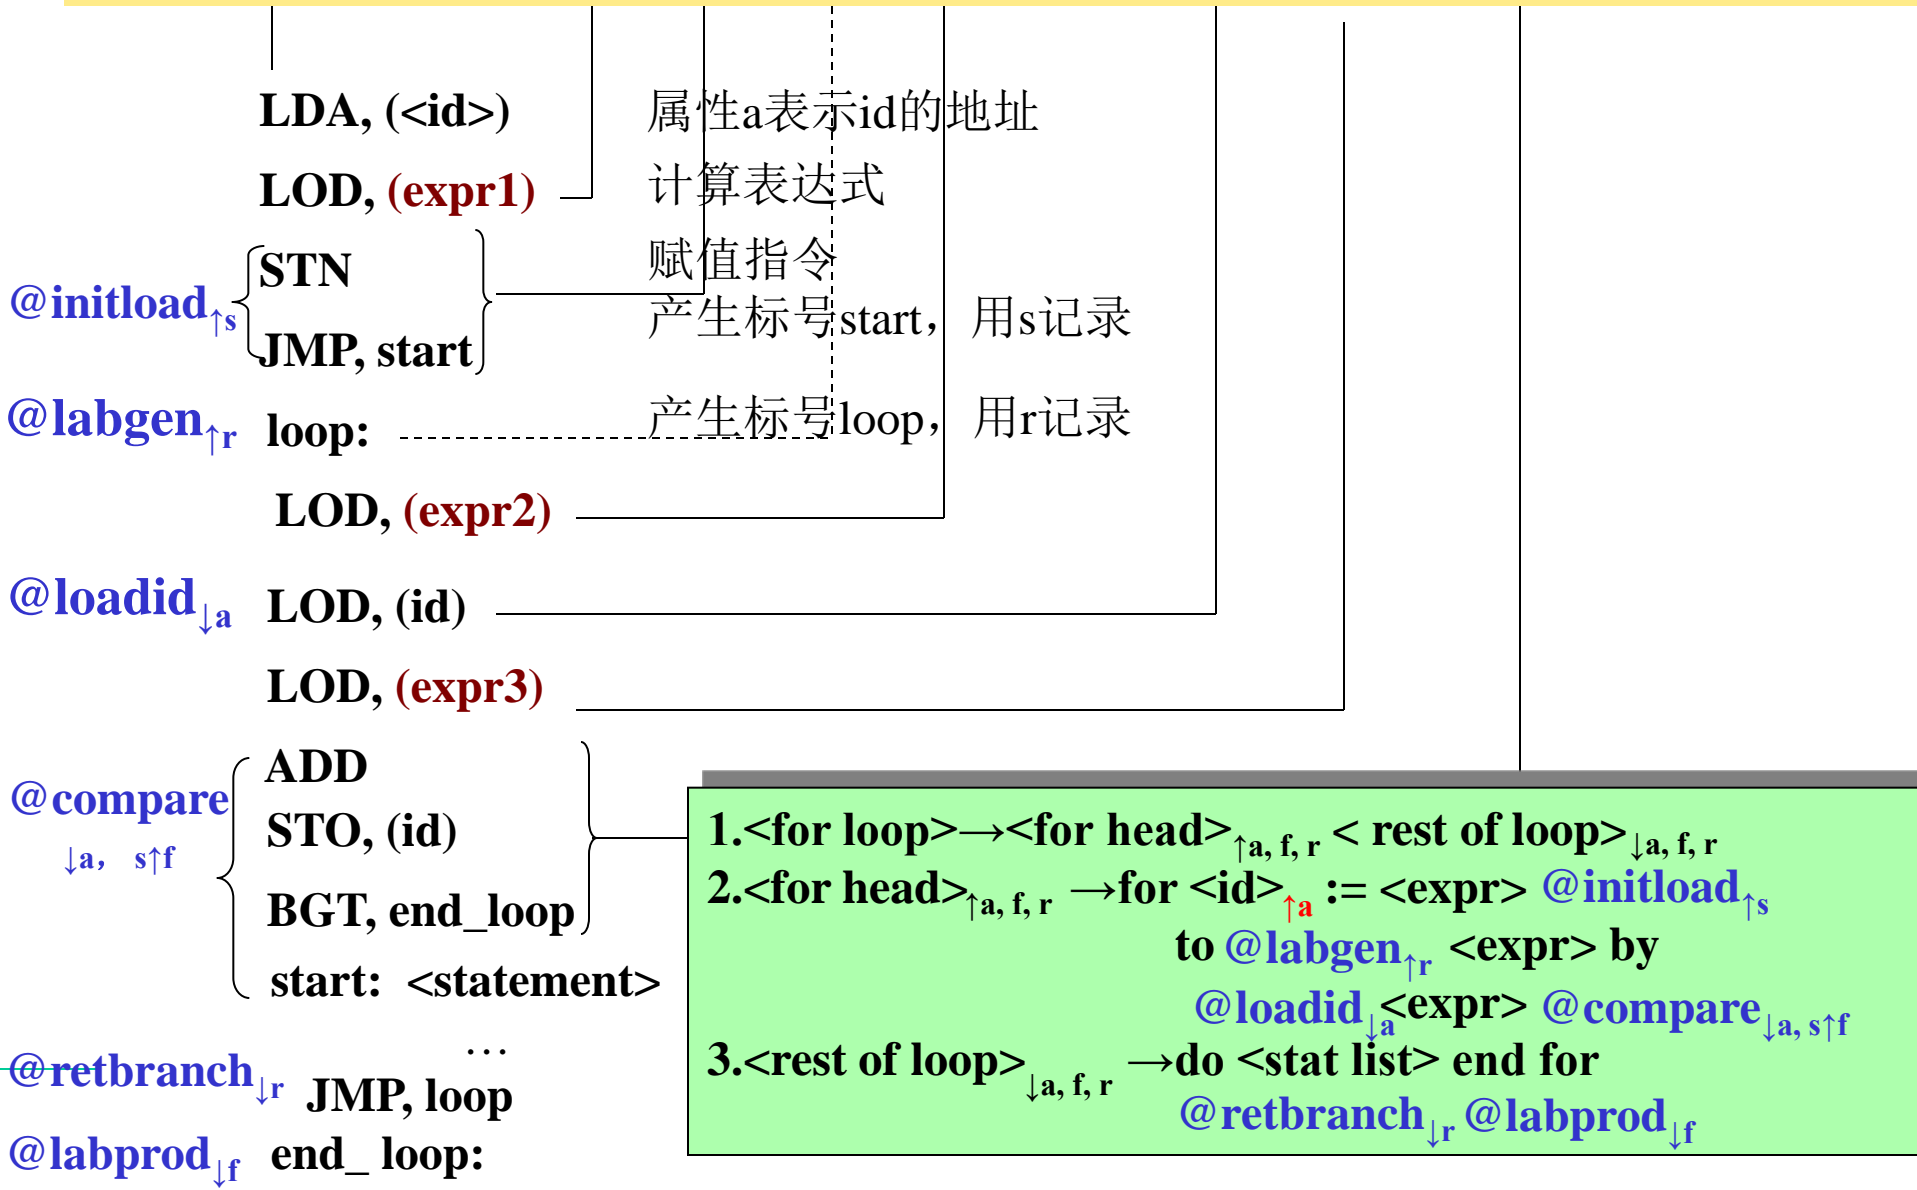 LDA, (<id>) 属性a表示id的地址
LOD, (expr1) 计算表达式
STN 赋值指令
@initload↑s 产生标号start，用s记录
JMP, start
@labgen↑r loop: 产生标号loop，用r记录
LOD, (expr2)
@loadid↓a LOD, (id)
LOD, (expr3)
ADD
@compare
↓a, s↑f
STO, (id)
BGT, end_loop
start: <statement>
…
@retbranch↓r JMP, loop
@labprod↓f end_ loop:
1.<for loop>→<for head>↑a, f, r < rest of loop>↓a, f, r
2.<for head>↑a, f, r →for <id>↑a := <expr> @initload↑s
to @labgen↑r <expr> by
@loadid↓a<expr> @compare↓a, s↑f
3.<rest of loop>↓a, f, r →do <stat list> end for
@retbranch↓r @labprod↓f